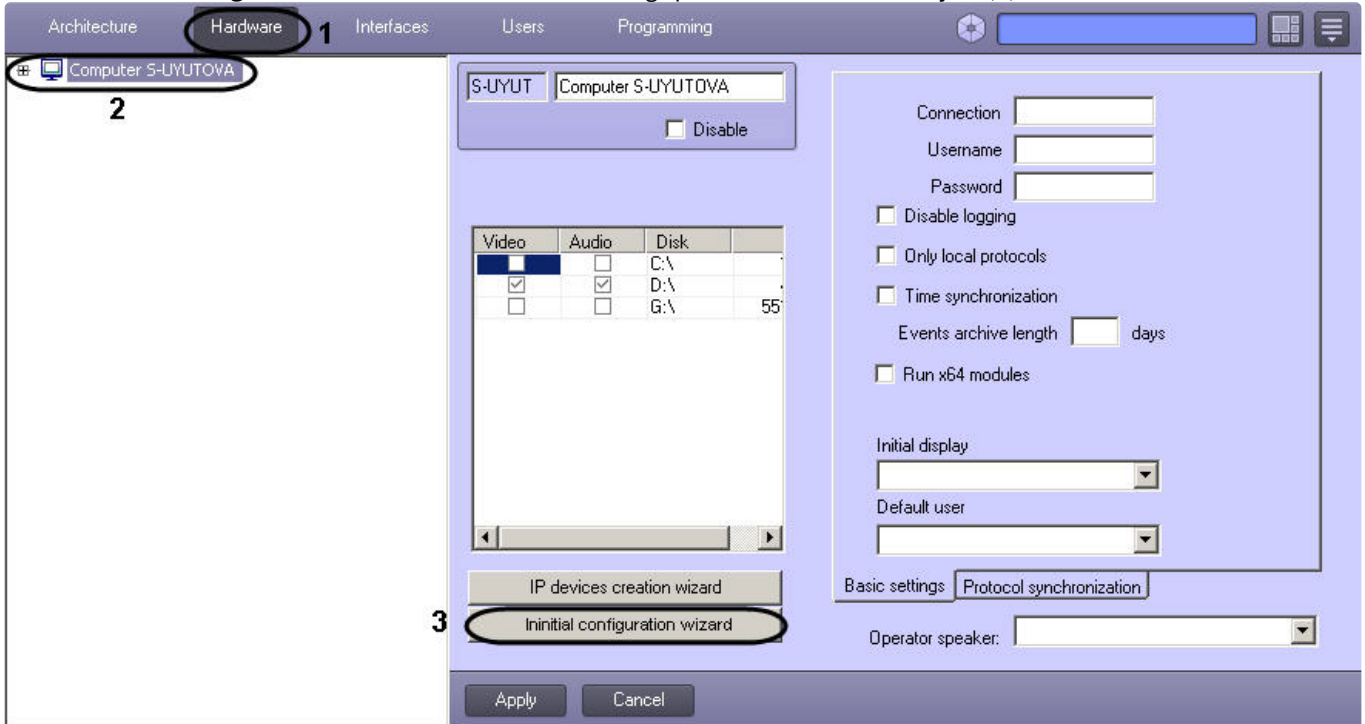 Architecture Hardware 1 Interfaces Users Programming
Computer S-UYUTOVA
2
S-UYUT Computer S-UYUTOVA
Disable
Connection
Username
Password
Disable logging
Only local protocols
Time synchronization
Events archive length days
Run x64 modules
Initial display
Default user
Video Audio Disk
C:\
D:\
G:\ 55
IP devices creation wizard
3 Ininitial configuration wizard
Basic settings Protocol synchronization
Operator speaker:
Apply Cancel